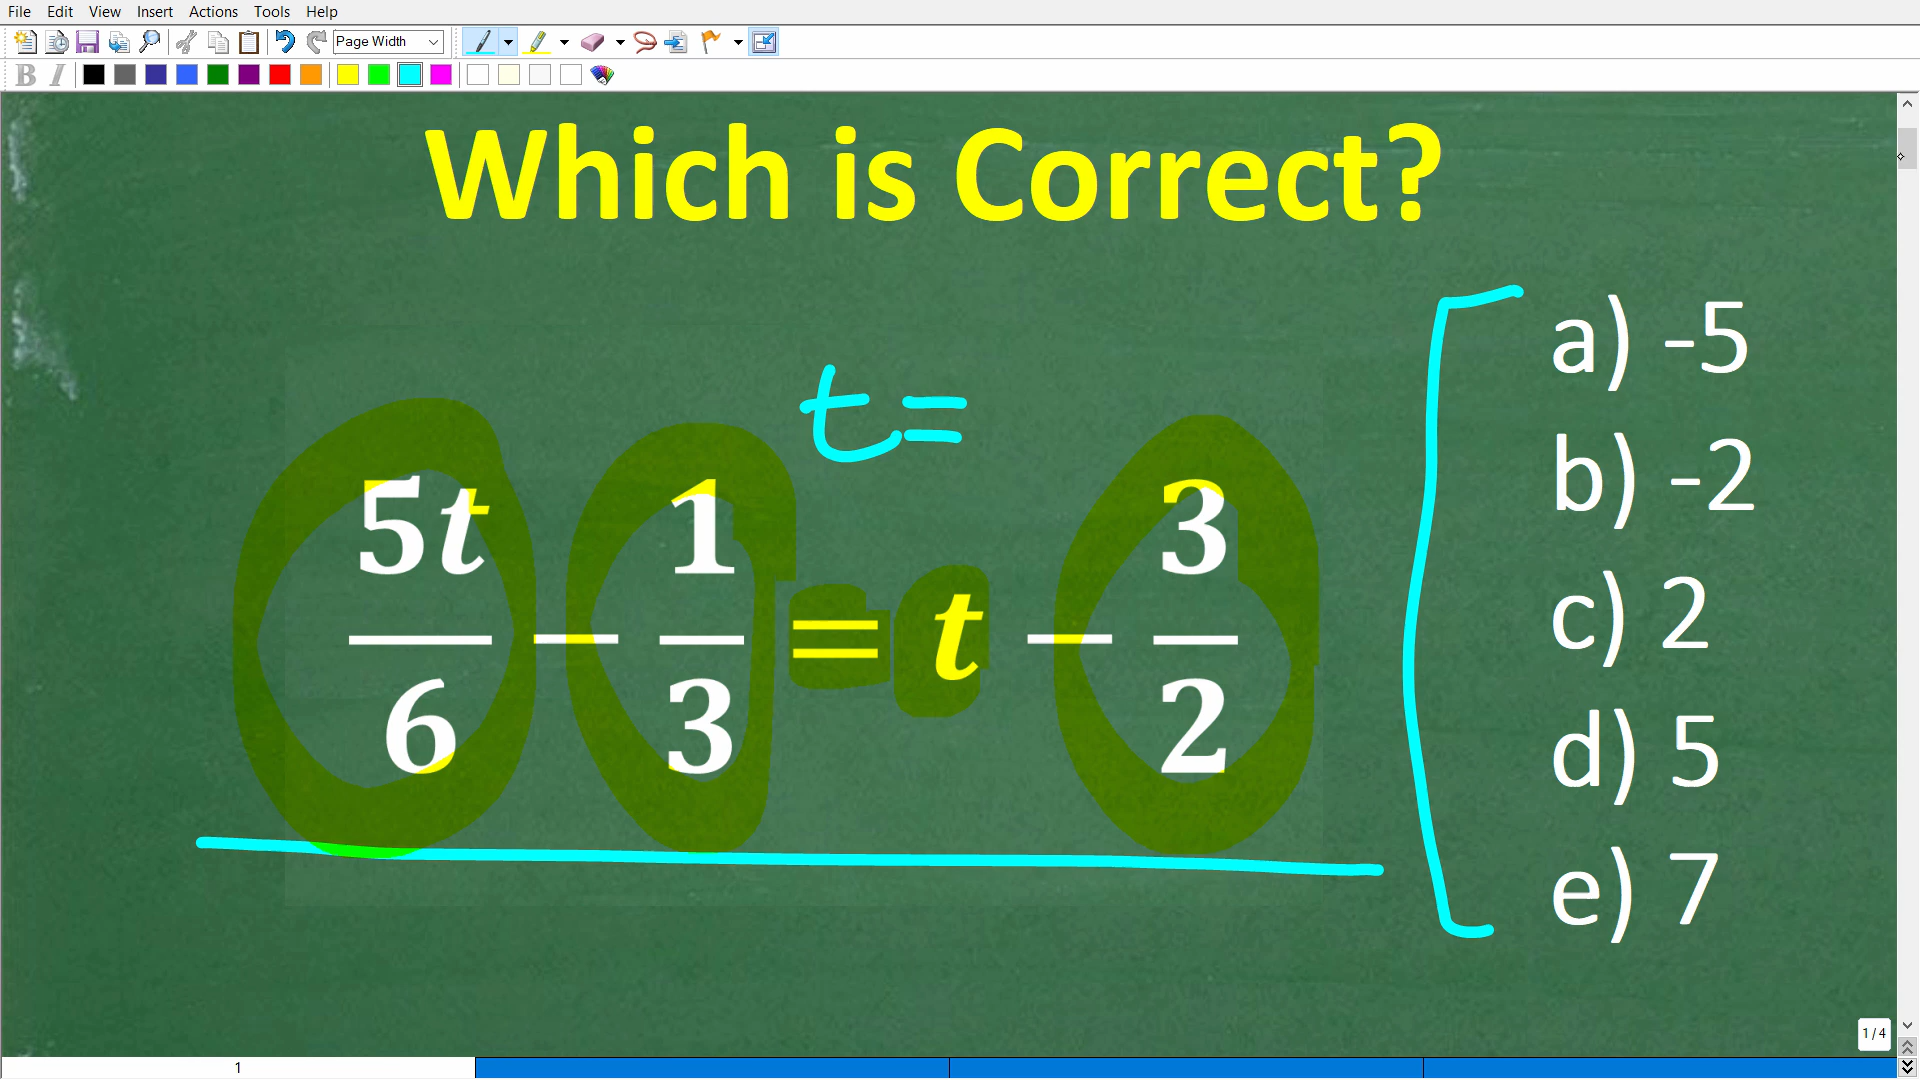 File Edit View Insert Actions Tools Help
Page Width
B I
Which is Correct?
t=
5t/6 − 1/3 = t − 3/2
a) -5
b) -2
c) 2
d) 5
e) 7
1 / 4
1